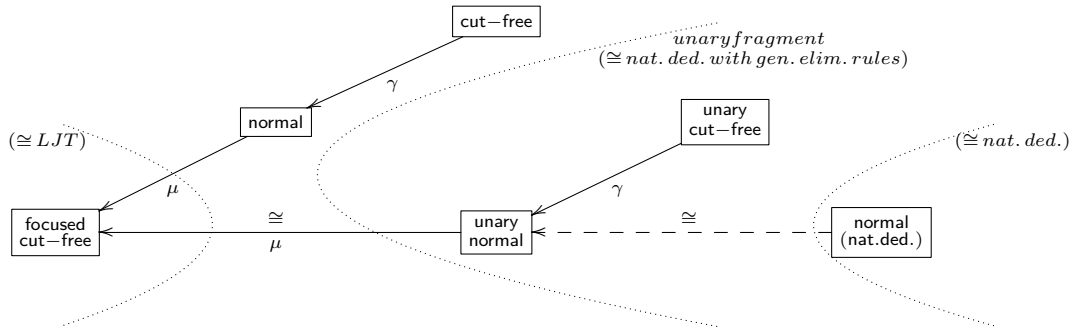 cut−free
unaryfragment
(≅ nat. ded. with gen. elim. rules)
γ
normal
unary
cut−free
(≅ LJT)
(≅ nat. ded.)
μ
γ
focused
cut−free
≅
μ
unary
normal
≅
normal
(nat.ded.)